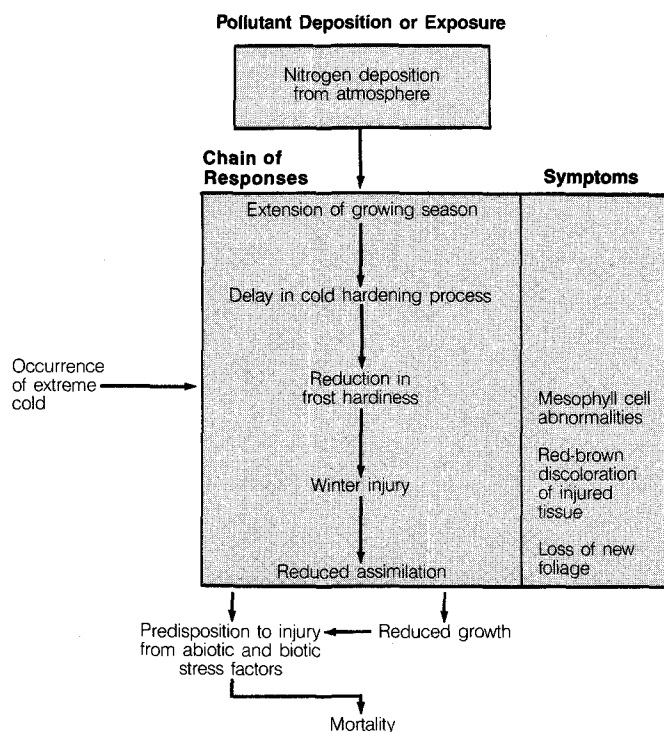 Pollutant Deposition or Exposure
Nitrogen deposition
from atmosphere
Chain of
Responses
Symptoms
Extension of growing season
Delay in cold hardening process
Occurrence
of extreme
cold
Reduction in
frost hardiness
Mesophyll cell
abnormalities
Red-brown
discoloration
of injured
tissue
Winter injury
Loss of new
foliage
Reduced assimilation
Predisposition to injury
from abiotic and biotic
stress factors
Reduced growth
Mortality